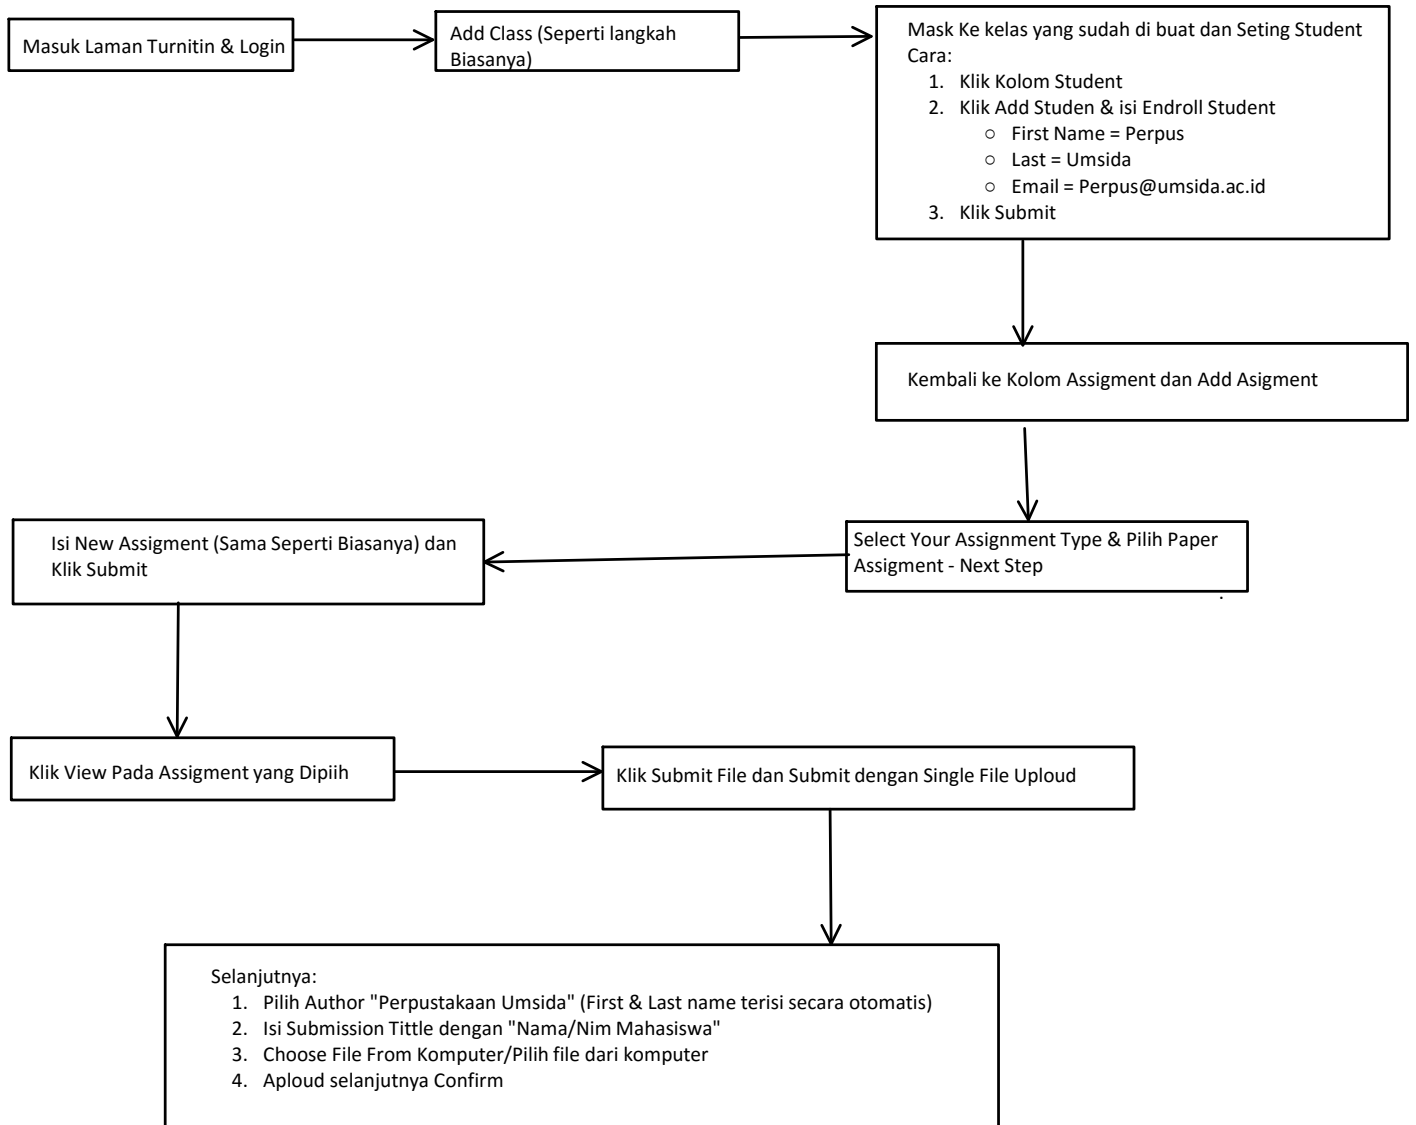 Masuk Laman Turnitin & Login
Add Class (Seperti langkah
Biasanya)
Mask Ke kelas yang sudah di buat dan Seting Student
Cara:
1. Klik Kolom Student
2. Klik Add Studen & isi Endroll Student
○ First Name = Perpus
○ Last = Umsida
○ Email = Perpus@umsida.ac.id
3. Klik Submit
Kembali ke Kolom Assigment dan Add Asigment
Select Your Assignment Type & Pilih Paper
Assigment - Next Step
.
Isi New Assigment (Sama Seperti Biasanya) dan
Klik Submit
Klik View Pada Assigment yang Dipiih
Klik Submit File dan Submit dengan Single File Uploud
Selanjutnya:
1. Pilih Author "Perpustakaan Umsida" (First & Last name terisi secara otomatis)
2. Isi Submission Tittle dengan "Nama/Nim Mahasiswa"
3. Choose File From Komputer/Pilih file dari komputer
4. Aploud selanjutnya Confirm